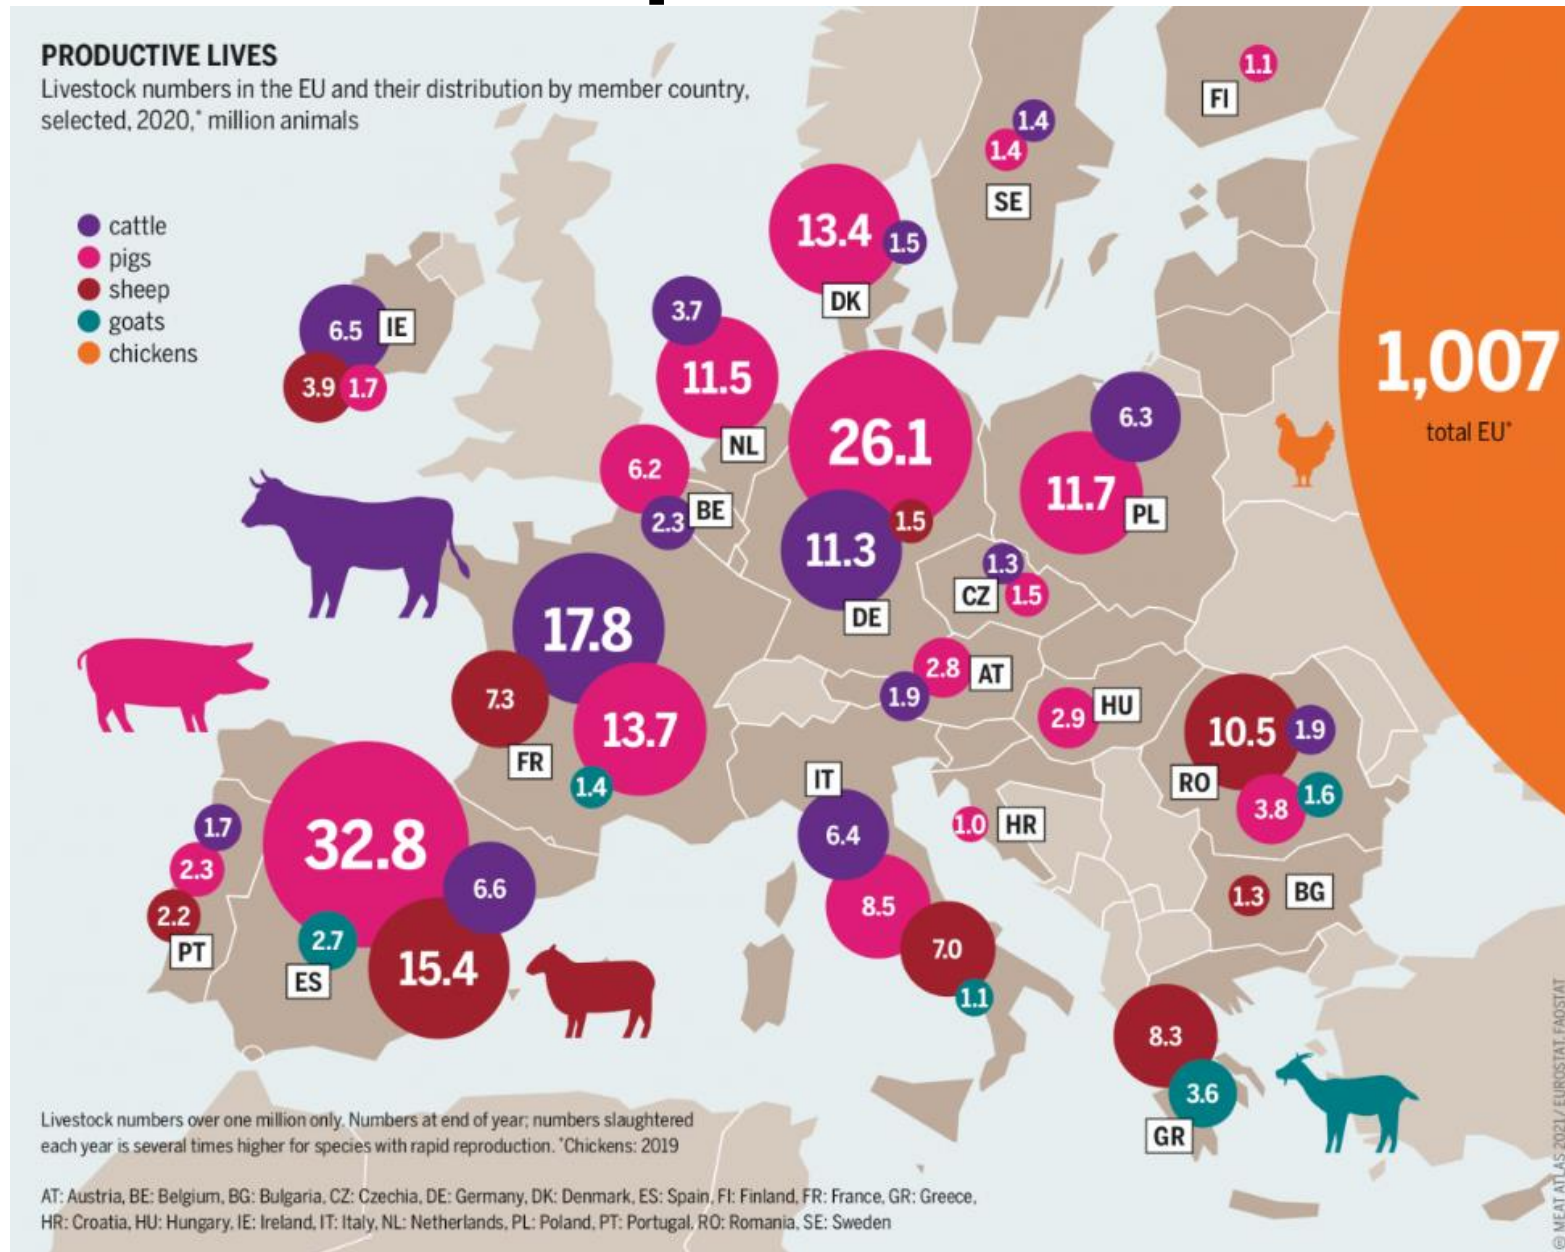 PRODUCTIVE LIVES
Livestock numbers in the EU and their distribution by member country,
selected, 2020,* million animals
cattle
pigs
sheep
goats
chickens
1.1
FI
1.4
1.4
SE
13.4
1.5
DK
6.5
IE
3.9
1.7
3.7
11.5
NL
26.1
11.3
1.5
DE
6.2
2.3
BE
6.3
11.7
PL
1,007
total EU*
1.3
CZ
1.5
17.8
7.3
13.7
FR
1.4
2.8
AT
1.9
2.9
HU
10.5
1.9
RO
3.8
1.6
1.7
2.3
2.2
PT
32.8
6.6
2.7
ES
15.4
IT
6.4
8.5
7.0
1.1
1.0
HR
1.3
BG
8.3
3.6
GR
Livestock numbers over one million only. Numbers at end of year; numbers slaughtered
each year is several times higher for species with rapid reproduction. *Chickens: 2019
AT: Austria, BE: Belgium, BG: Bulgaria, CZ: Czechia, DE: Germany, DK: Denmark, ES: Spain, FI: Finland, FR: France, GR: Greece,
HR: Croatia, HU: Hungary, IE: Ireland, IT: Italy, NL: Netherlands, PL: Poland, PT: Portugal, RO: Romania, SE: Sweden
© MEAT ATLAS 2021 / EUROSTAT, FAOSTAT